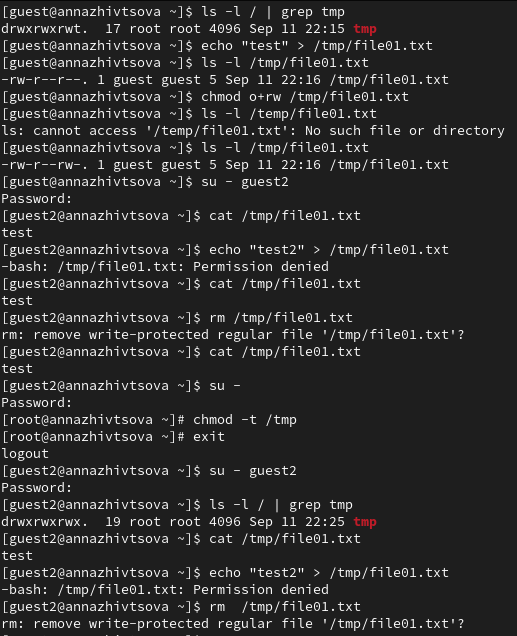 [guest@annazhivtsova ~]$ ls -l / | grep tmp
drwxrwxrwt.  17 root root 4096 Sep 11 22:15 tmp
[guest@annazhivtsova ~]$ echo "test" > /tmp/file01.txt
[guest@annazhivtsova ~]$ ls -l /tmp/file01.txt
-rw-r--r--. 1 guest guest 5 Sep 11 22:16 /tmp/file01.txt
[guest@annazhivtsova ~]$ chmod o+rw /tmp/file01.txt
[guest@annazhivtsova ~]$ ls -l /temp/file01.txt
ls: cannot access '/temp/file01.txt': No such file or directory
[guest@annazhivtsova ~]$ ls -l /tmp/file01.txt
-rw-r--rw-. 1 guest guest 5 Sep 11 22:16 /tmp/file01.txt
[guest@annazhivtsova ~]$ su - guest2
Password:
[guest2@annazhivtsova ~]$ cat /tmp/file01.txt
test
[guest2@annazhivtsova ~]$ echo "test2" > /tmp/file01.txt
-bash: /tmp/file01.txt: Permission denied
[guest2@annazhivtsova ~]$ cat /tmp/file01.txt
test
[guest2@annazhivtsova ~]$ rm /tmp/file01.txt
rm: remove write-protected regular file '/tmp/file01.txt'?
[guest2@annazhivtsova ~]$ cat /tmp/file01.txt
test
[guest2@annazhivtsova ~]$ su -
Password:
[root@annazhivtsova ~]# chmod -t /tmp
[root@annazhivtsova ~]# exit
logout
[guest2@annazhivtsova ~]$ su - guest2
Password:
[guest2@annazhivtsova ~]$ ls -l / | grep tmp
drwxrwxrwx.  19 root root 4096 Sep 11 22:25 tmp
[guest2@annazhivtsova ~]$ cat /tmp/file01.txt
test
[guest2@annazhivtsova ~]$ echo "test2" > /tmp/file01.txt
-bash: /tmp/file01.txt: Permission denied
[guest2@annazhivtsova ~]$ rm  /tmp/file01.txt
rm: remove write-protected regular file '/tmp/file01.txt'?